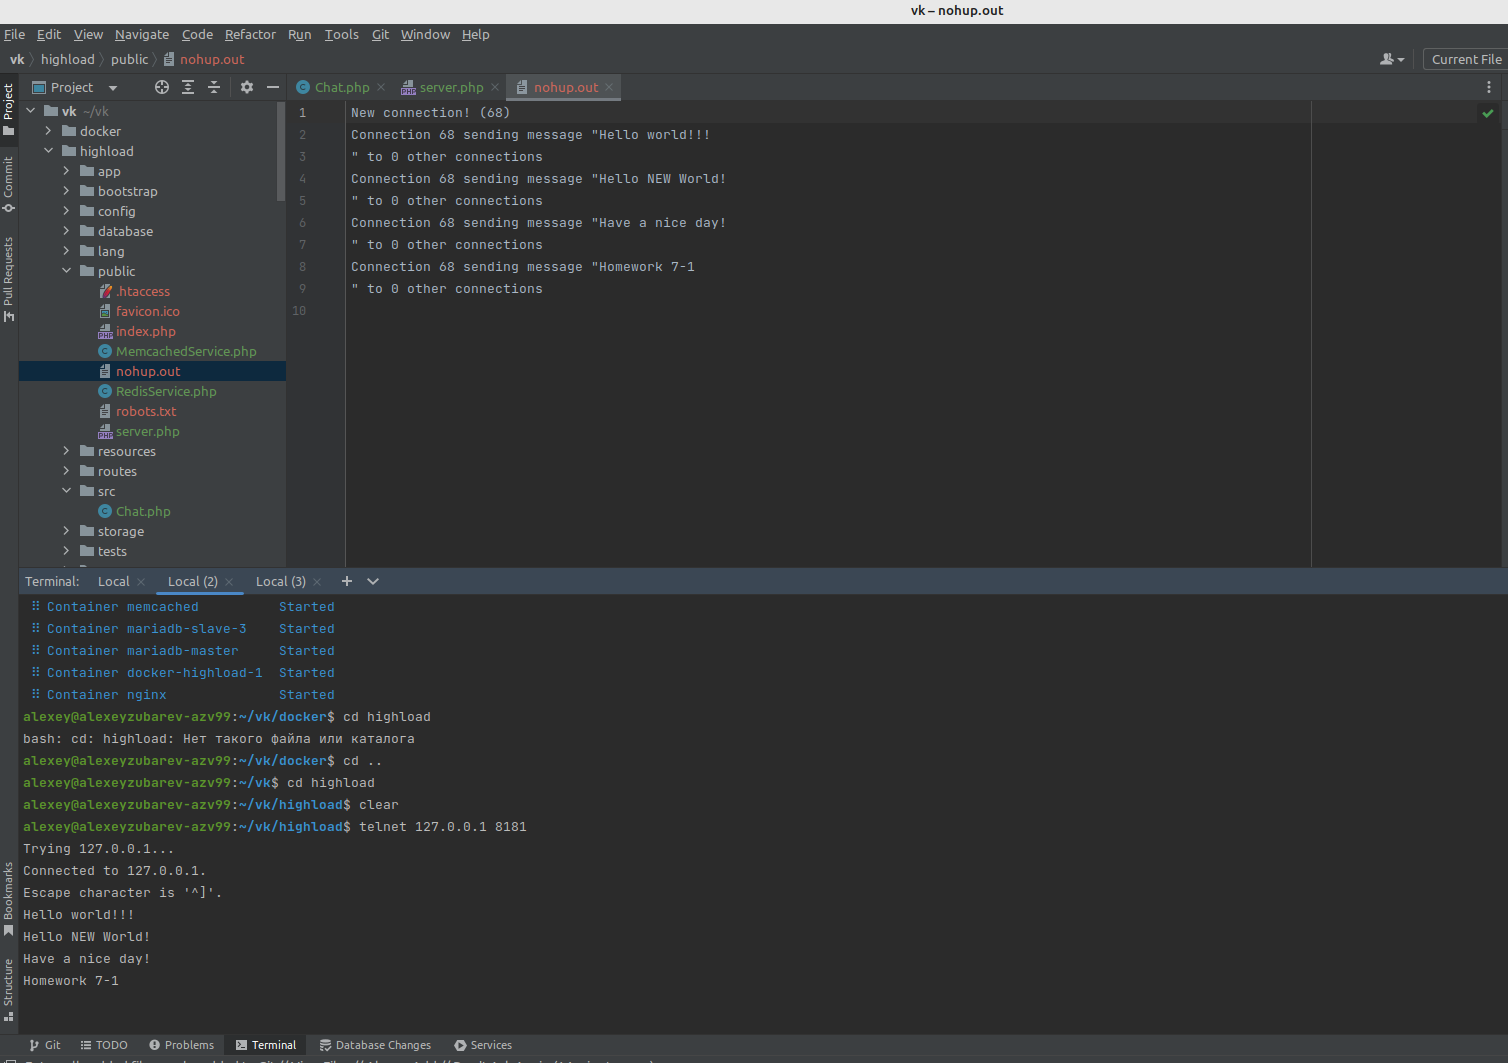 vk – nohup.out
File Edit View Navigate Code Refactor Run Tools Git Window Help
vk highload public nohup.out
Current File
Project
Chat.php server.php nohup.out
vk ~/vk
docker
highload
app
bootstrap
config
database
lang
public
.htaccess
favicon.ico
index.php
MemcachedService.php
nohup.out
RedisService.php
robots.txt
server.php
resources
routes
src
Chat.php
storage
tests
1 New connection! (68)
2 Connection 68 sending message "Hello world!!!
3 " to 0 other connections
4 Connection 68 sending message "Hello NEW World!
5 " to 0 other connections
6 Connection 68 sending message "Have a nice day!
7 " to 0 other connections
8 Connection 68 sending message "Homework 7-1
9 " to 0 other connections
10
Project
Commit
Pull Requests
Bookmarks
Structure
Terminal: Local Local (2) Local (3)
Container memcached Started
Container mariadb-slave-3 Started
Container mariadb-master Started
Container docker-highload-1 Started
Container nginx Started
alexey@alexeyzubarev-azv99:~/vk/docker$ cd highload
bash: cd: highload: Нет такого файла или каталога
alexey@alexeyzubarev-azv99:~/vk/docker$ cd ..
alexey@alexeyzubarev-azv99:~/vk$ cd highload
alexey@alexeyzubarev-azv99:~/vk/highload$ clear
alexey@alexeyzubarev-azv99:~/vk/highload$ telnet 127.0.0.1 8181
Trying 127.0.0.1...
Connected to 127.0.0.1.
Escape character is '^]'.
Hello world!!!
Hello NEW World!
Have a nice day!
Homework 7-1
Git TODO Problems Terminal Database Changes Services